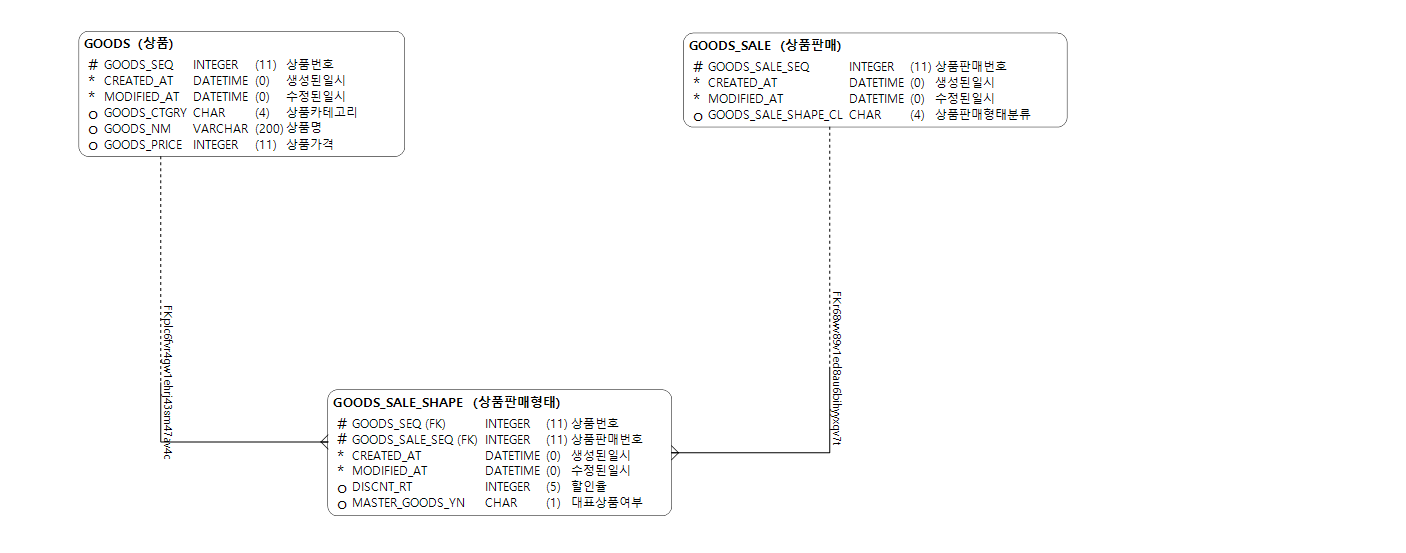 GOODS (상품)
# GOODS_SEQ INTEGER (11) 상품번호
* CREATED_AT DATETIME (0) 생성된일시
* MODIFIED_AT DATETIME (0) 수정된일시
o GOODS_CTGRY CHAR (4) 상품카테고리
o GOODS_NM VARCHAR (200) 상품명
o GOODS_PRICE INTEGER (11) 상품가격
GOODS_SALE (상품판매)
# GOODS_SALE_SEQ INTEGER (11) 상품판매번호
* CREATED_AT DATETIME (0) 생성된일시
* MODIFIED_AT DATETIME (0) 수정된일시
o GOODS_SALE_SHAPE_CL CHAR (4) 상품판매형태분류
FKplc6fvr4qw1ehrj43sm47av4c
FKr68wv89v1ed8au6bihyyxqv7t
GOODS_SALE_SHAPE (상품판매형태)
# GOODS_SEQ (FK) INTEGER (11) 상품번호
# GOODS_SALE_SEQ (FK) INTEGER (11) 상품판매번호
* CREATED_AT DATETIME (0) 생성된일시
* MODIFIED_AT DATETIME (0) 수정된일시
o DISCNT_RT INTEGER (5) 할인율
o MASTER_GOODS_YN CHAR (1) 대표상품여부